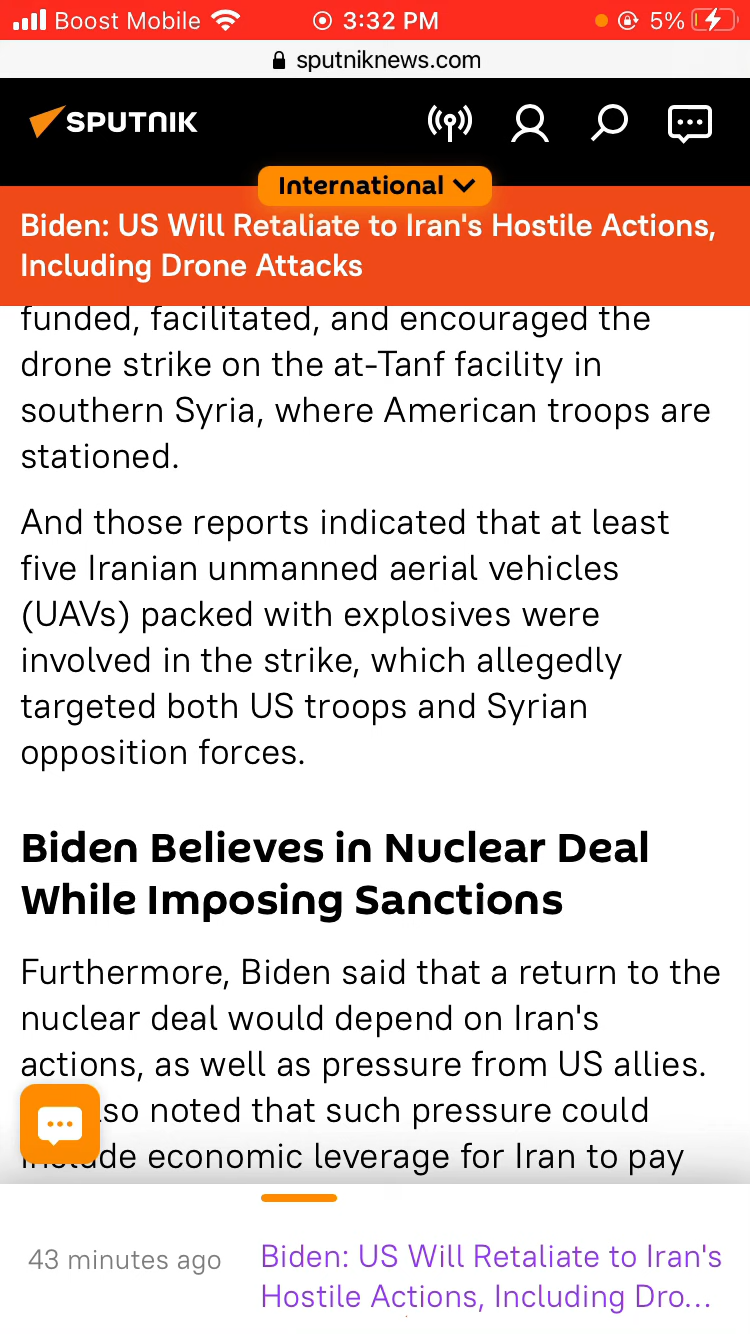 Boost Mobile 3:32 PM 5%
sputniknews.com
SPUTNIK
International
Biden: US Will Retaliate to Iran's Hostile Actions,
Including Drone Attacks
funded, facilitated, and encouraged the
drone strike on the at-Tanf facility in
southern Syria, where American troops are
stationed.
And those reports indicated that at least
five Iranian unmanned aerial vehicles
(UAVs) packed with explosives were
involved in the strike, which allegedly
targeted both US troops and Syrian
opposition forces.
Biden Believes in Nuclear Deal
While Imposing Sanctions
Furthermore, Biden said that a return to the
nuclear deal would depend on Iran's
actions, as well as pressure from US allies.
so noted that such pressure could
include economic leverage for Iran to pay
43 minutes ago
Biden: US Will Retaliate to Iran's
Hostile Actions, Including Dro...